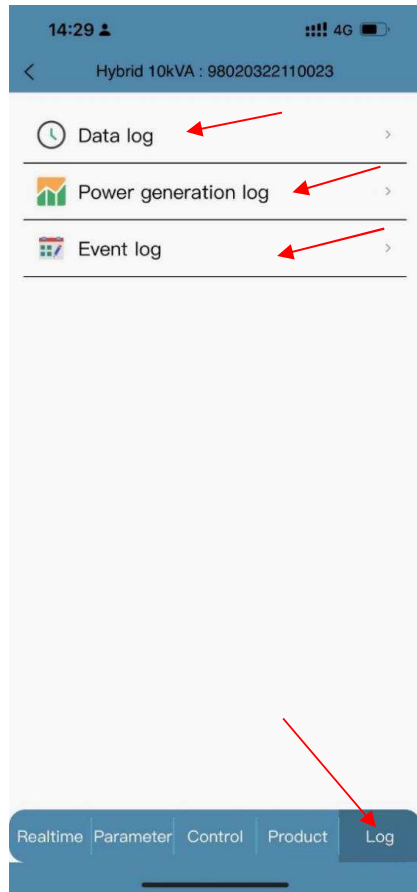 14:29 4G
Hybrid 10kVA : 98020322110023
Data log
Power generation log
Event log
Realtime Parameter Control Product Log